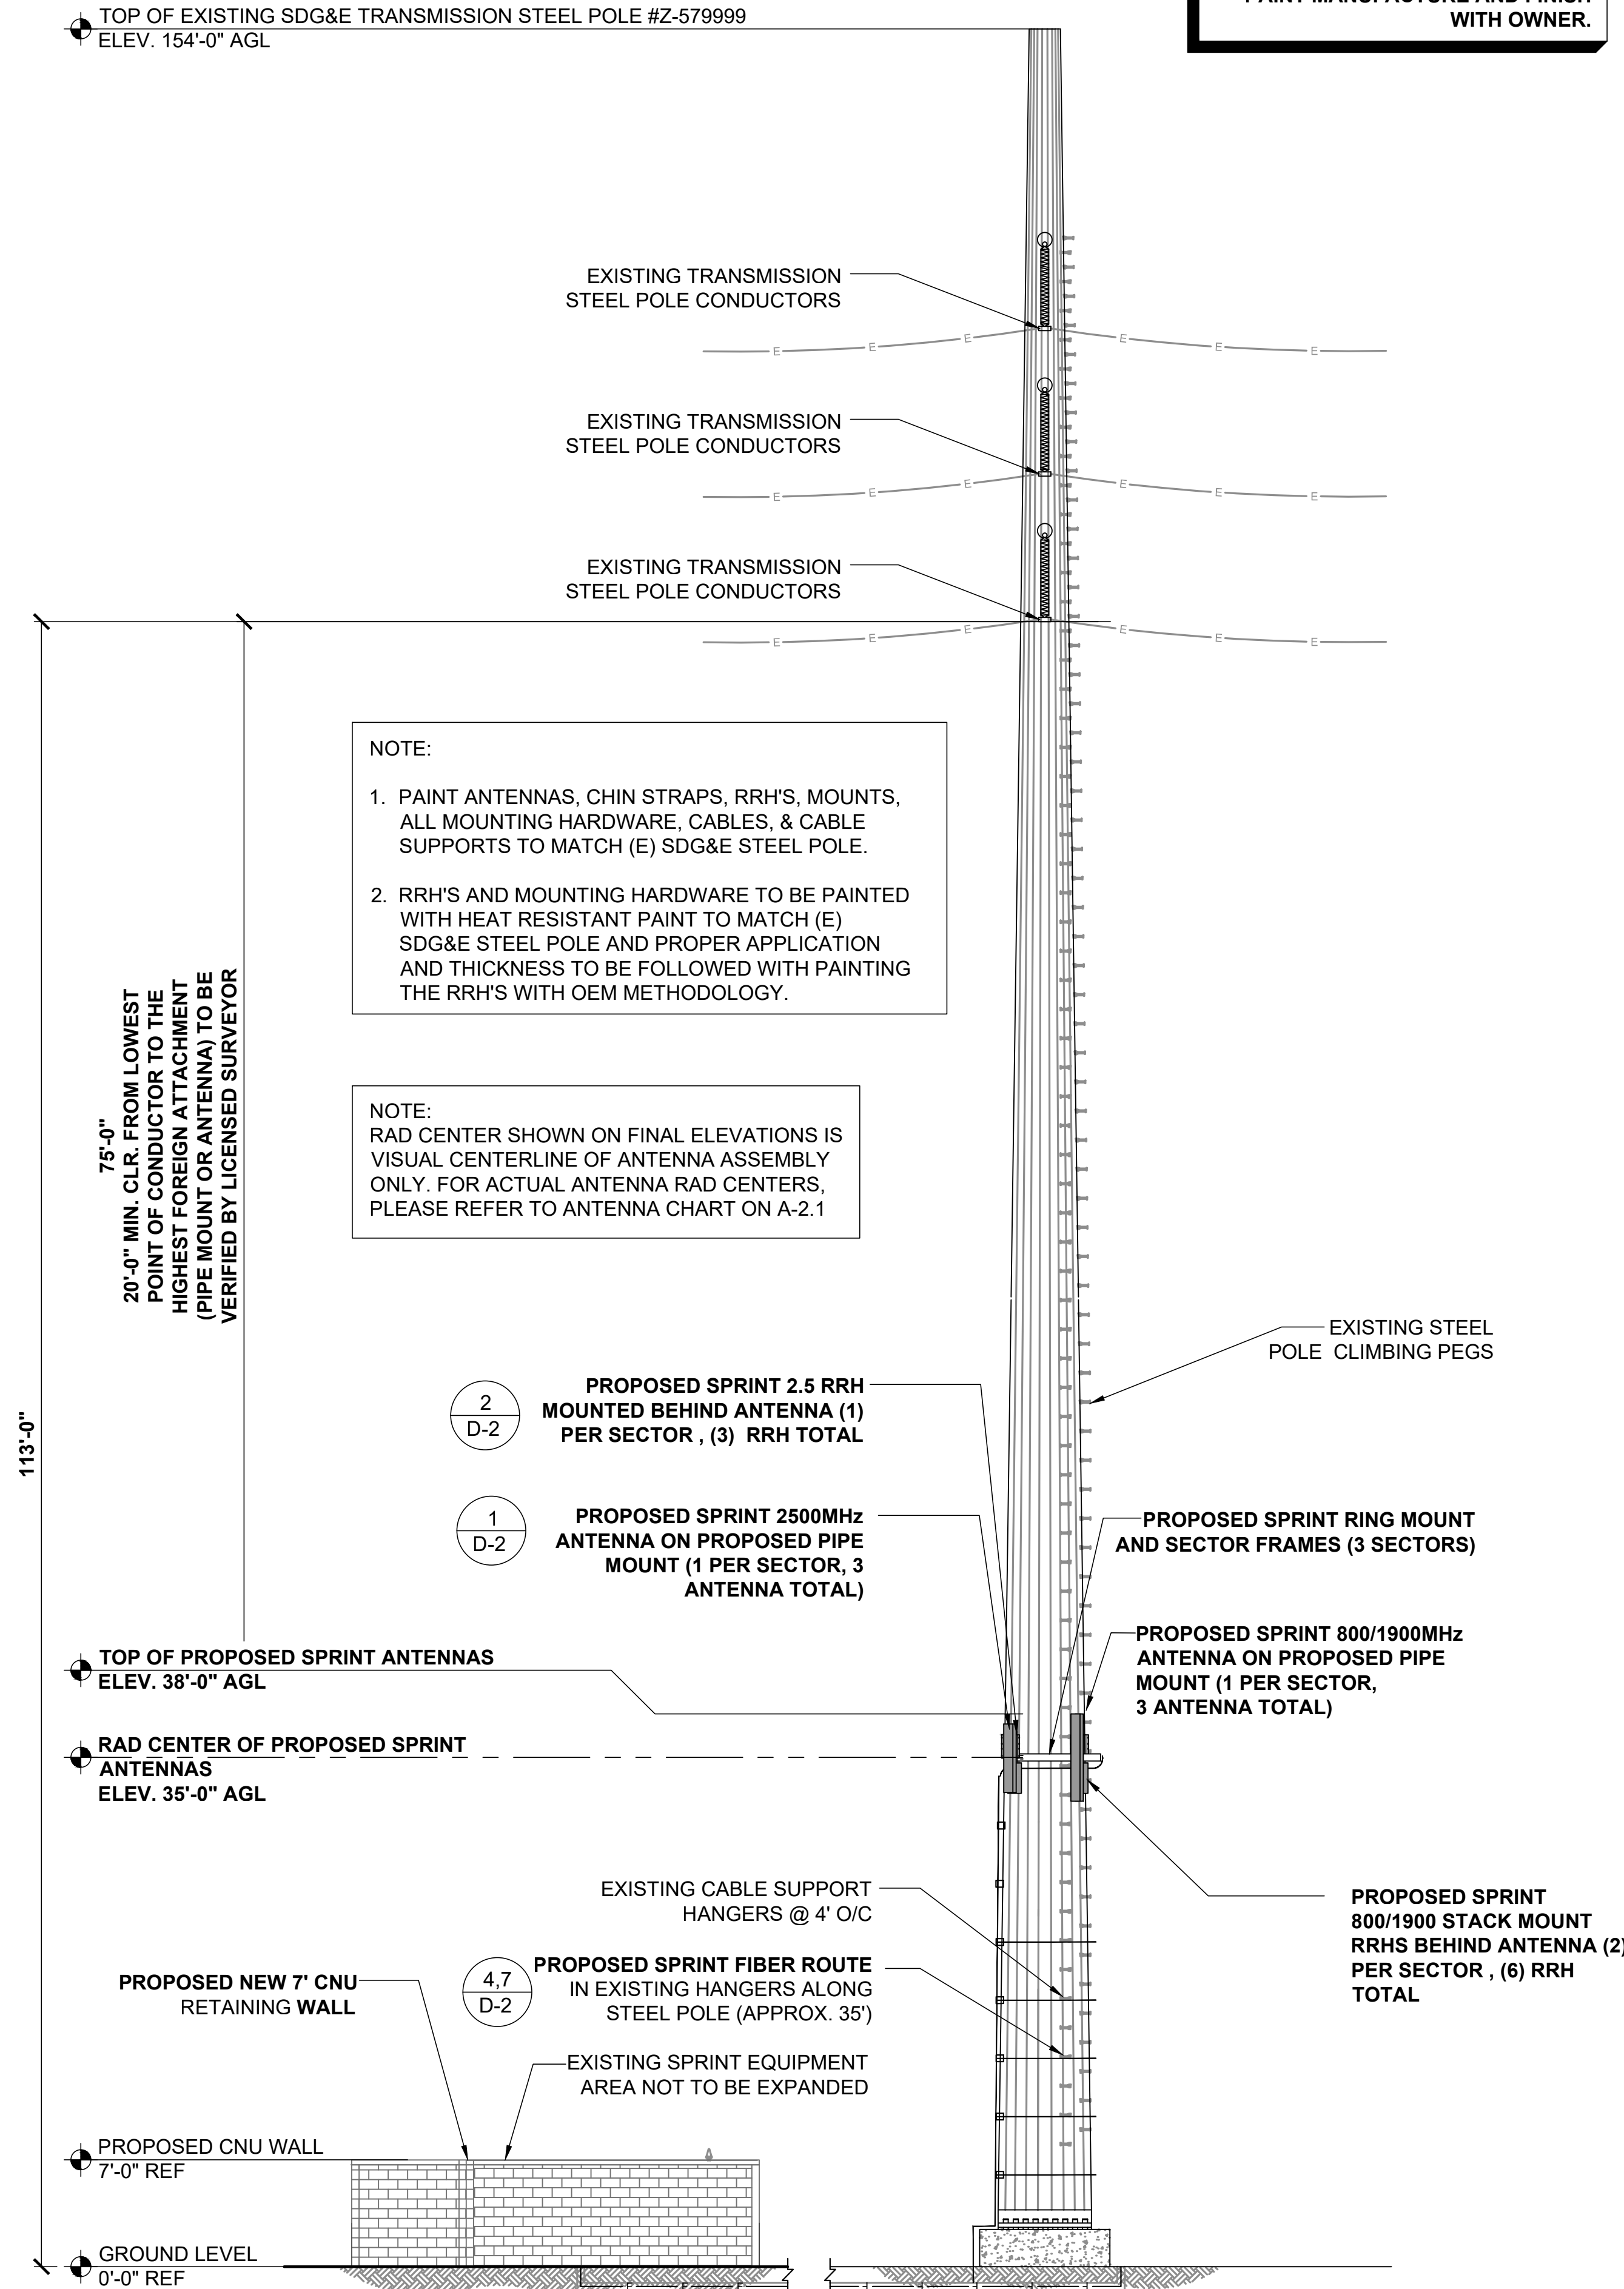 PAINT MANUFACTURE AND FINISH
WITH OWNER.
TOP OF EXISTING SDG&E TRANSMISSION STEEL POLE #Z-579999
ELEV. 154'-0" AGL
EXISTING TRANSMISSION
STEEL POLE CONDUCTORS
E E E E E E
EXISTING TRANSMISSION
STEEL POLE CONDUCTORS
E E E E E E
EXISTING TRANSMISSION
STEEL POLE CONDUCTORS
E E E E E E
NOTE:
1. PAINT ANTENNAS, CHIN STRAPS, RRH'S, MOUNTS,
ALL MOUNTING HARDWARE, CABLES, & CABLE
SUPPORTS TO MATCH (E) SDG&E STEEL POLE.
2. RRH'S AND MOUNTING HARDWARE TO BE PAINTED
WITH HEAT RESISTANT PAINT TO MATCH (E)
SDG&E STEEL POLE AND PROPER APPLICATION
AND THICKNESS TO BE FOLLOWED WITH PAINTING
THE RRH'S WITH OEM METHODOLOGY.
NOTE:
RAD CENTER SHOWN ON FINAL ELEVATIONS IS
VISUAL CENTERLINE OF ANTENNA ASSEMBLY
ONLY. FOR ACTUAL ANTENNA RAD CENTERS,
PLEASE REFER TO ANTENNA CHART ON A-2.1
75'-0"
20'-0" MIN. CLR. FROM LOWEST
POINT OF CONDUCTOR TO THE
HIGHEST FOREIGN ATTACHMENT
(PIPE MOUNT OR ANTENNA) TO BE
VERIFIED BY LICENSED SURVEYOR
113'-0"
EXISTING STEEL
POLE CLIMBING PEGS
2
D-2
PROPOSED SPRINT 2.5 RRH
MOUNTED BEHIND ANTENNA (1)
PER SECTOR , (3) RRH TOTAL
1
D-2
PROPOSED SPRINT 2500MHz
ANTENNA ON PROPOSED PIPE
MOUNT (1 PER SECTOR, 3
ANTENNA TOTAL)
PROPOSED SPRINT RING MOUNT
AND SECTOR FRAMES (3 SECTORS)
PROPOSED SPRINT 800/1900MHz
ANTENNA ON PROPOSED PIPE
MOUNT (1 PER SECTOR,
3 ANTENNA TOTAL)
TOP OF PROPOSED SPRINT ANTENNAS
ELEV. 38'-0" AGL
RAD CENTER OF PROPOSED SPRINT
ANTENNAS
ELEV. 35'-0" AGL
EXISTING CABLE SUPPORT
HANGERS @ 4' O/C
PROPOSED SPRINT
800/1900 STACK MOUNT
RRHS BEHIND ANTENNA (2)
PER SECTOR , (6) RRH
TOTAL
4,7
D-2
PROPOSED SPRINT FIBER ROUTE
IN EXISTING HANGERS ALONG
STEEL POLE (APPROX. 35')
PROPOSED NEW 7' CNU
RETAINING WALL
EXISTING SPRINT EQUIPMENT
AREA NOT TO BE EXPANDED
PROPOSED CNU WALL
7'-0" REF
GROUND LEVEL
0'-0" REF